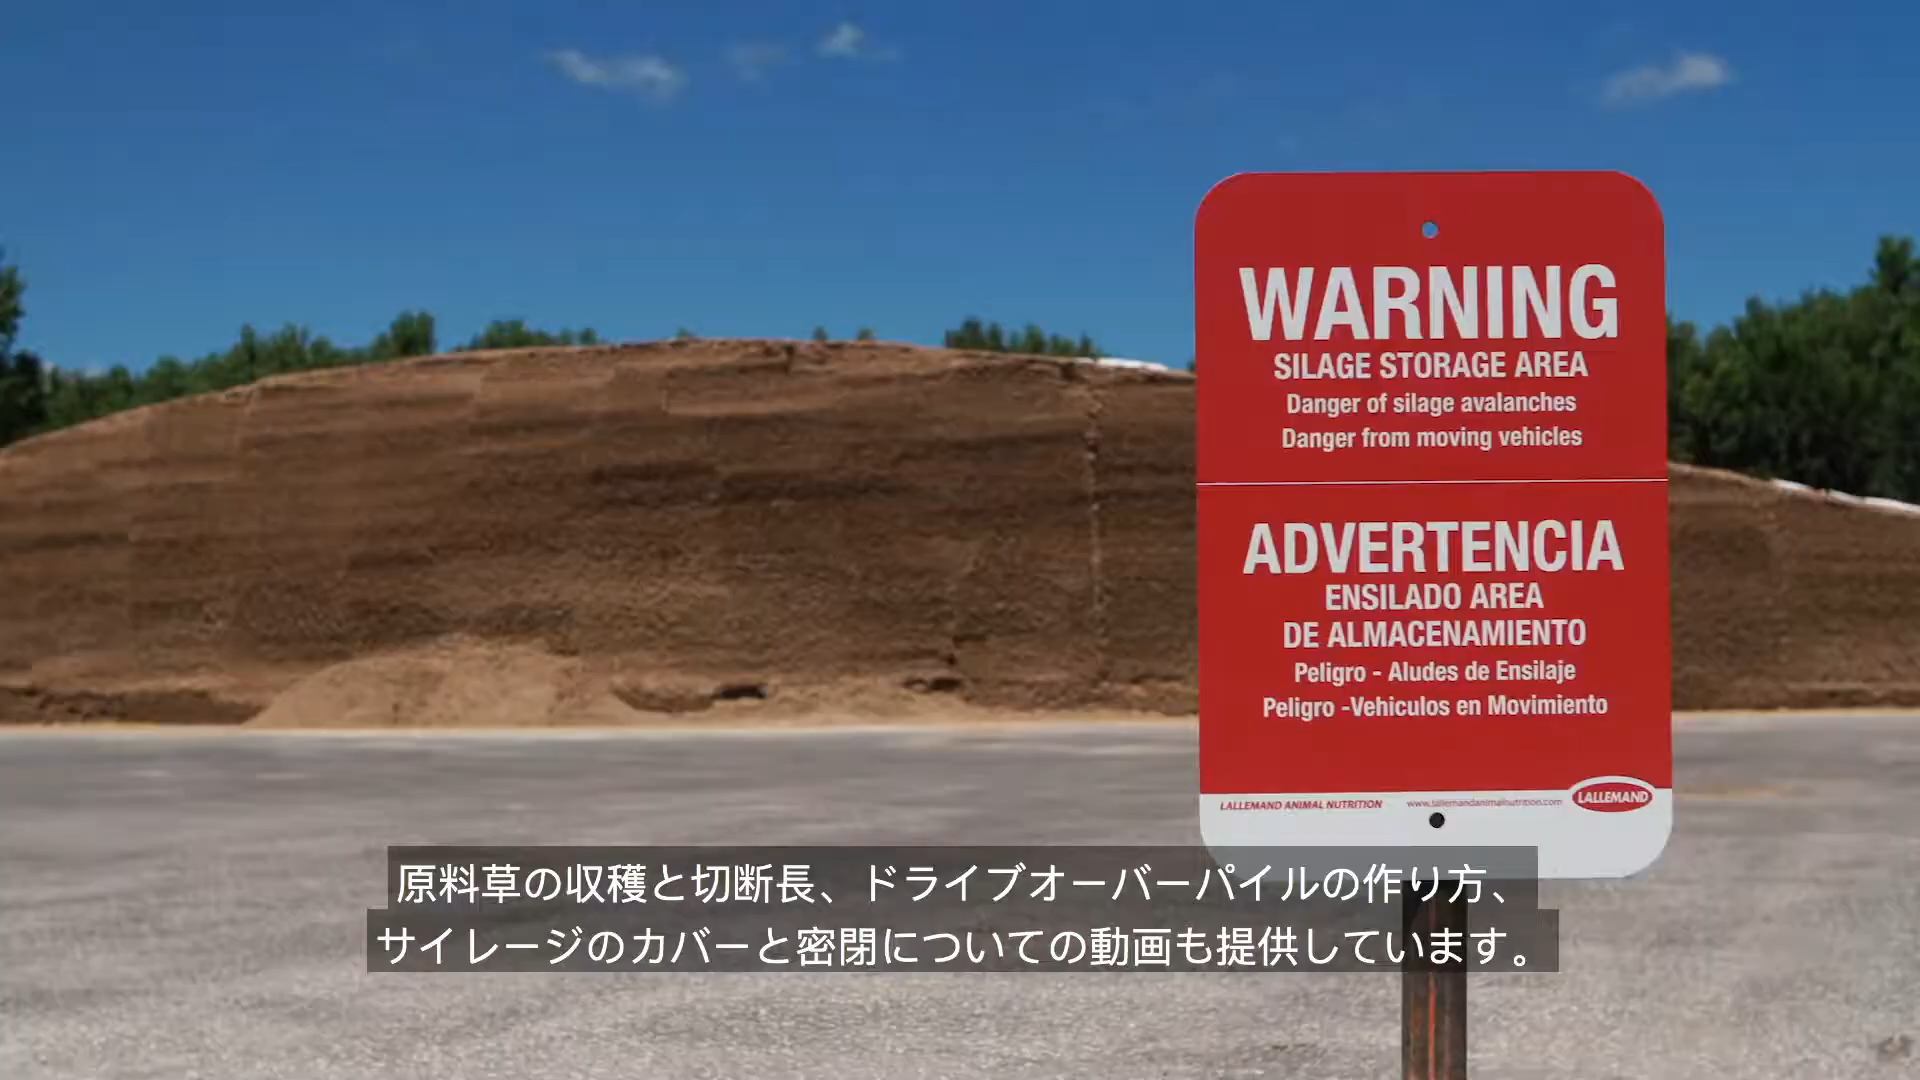 WARNING
SILAGE STORAGE AREA
Danger of silage avalanches
Danger from moving vehicles
ADVERTENCIA
ENSILADO AREA
DE ALMACENAMIENTO
Peligro - Aludes de Ensilaje
Peligro -Vehiculos en Movimiento
LALLEMAND ANIMAL NUTRITION www.lallemandanimalnutrition.com LALLEMAND
原料草の収穫と切断長、ドライブオーバーパイルの作り方、
サイレージのカバーと密閉についての動画も提供しています。